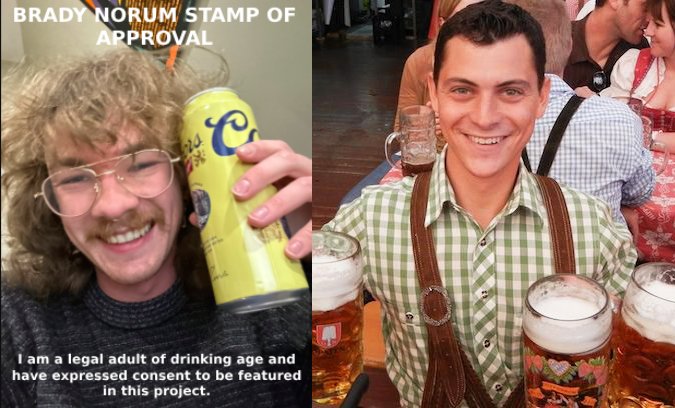 BRADY NORUM STAMP OF
APPROVAL
Coors
I am a legal adult of drinking age and
have expressed consent to be featured
in this project.